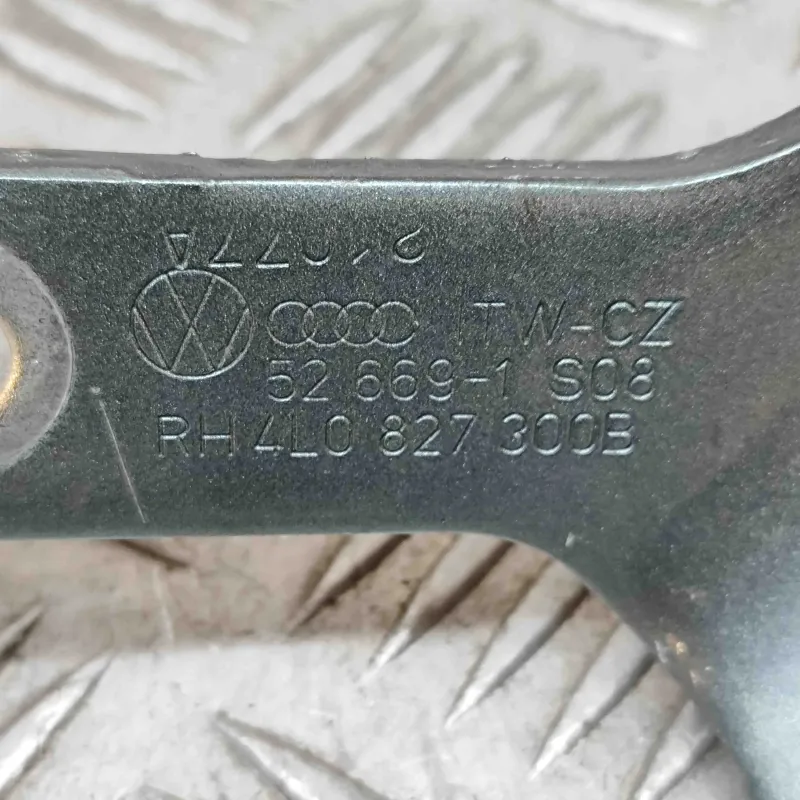 ITW-CZ
52 669-1 S08
RH 4L0 827 300B